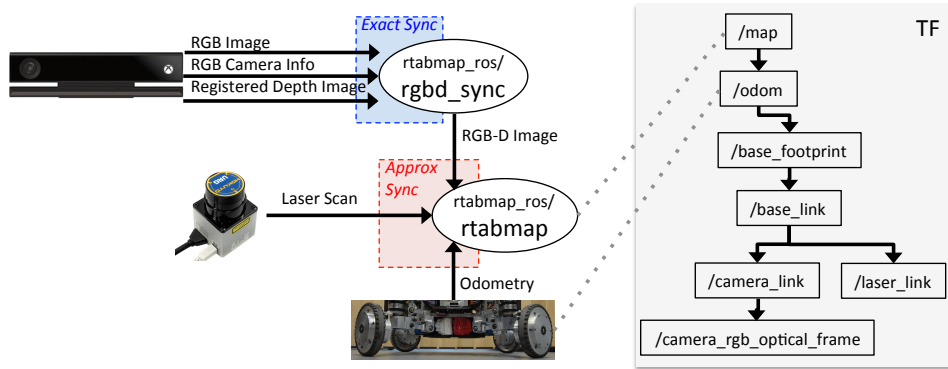 Exact Sync
RGB Image
RGB Camera Info
Registered Depth Image
rtabmap_ros/
rgbd_sync
RGB-D Image
Approx
Sync
Laser Scan
rtabmap_ros/
rtabmap
Odometry
TF
/map
/odom
/base_footprint
/base_link
/camera_link
/laser_link
/camera_rgb_optical_frame